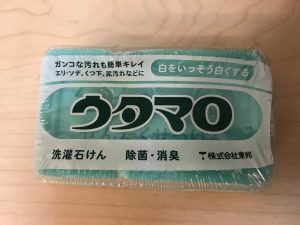 ガンコな汚れも簡単キレイ
エリ・ソデ、くつ下、泥汚れなどに
白をいっそう白くする
ウタマロ
洗濯石けん 除菌・消臭 株式会社東邦